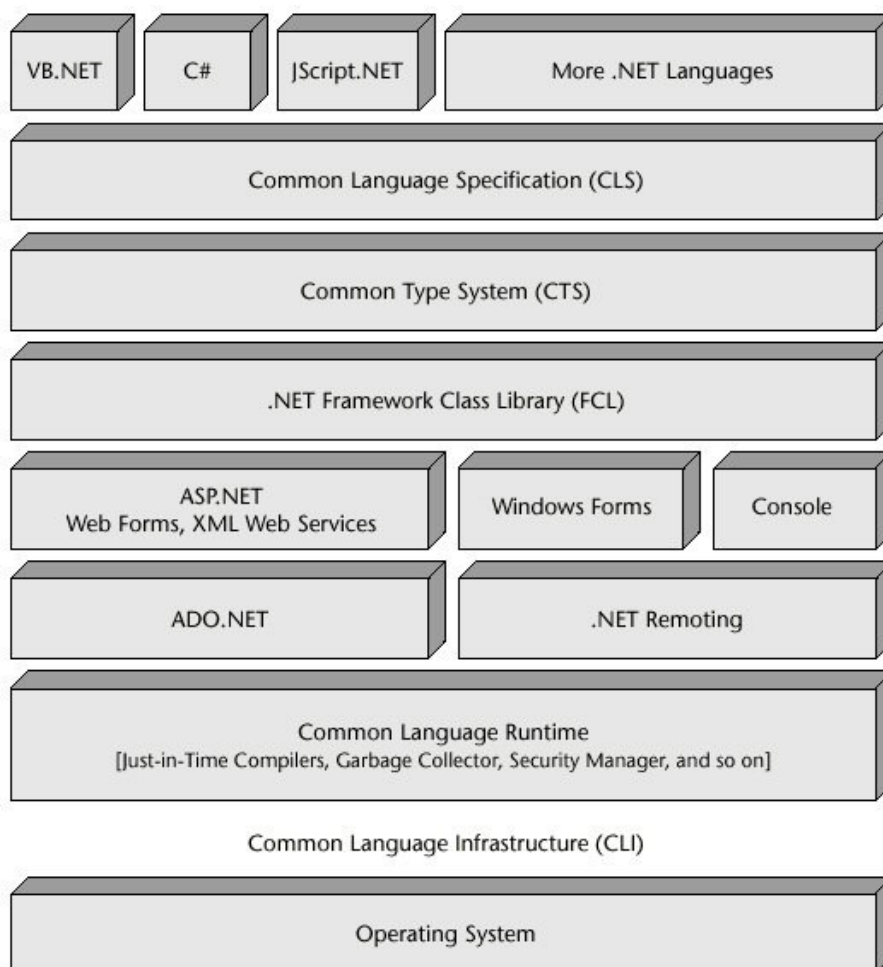 VB.NET
C#
JScript.NET
More .NET Languages
Common Language Specification (CLS)
Common Type System (CTS)
.NET Framework Class Library (FCL)
ASP.NET
Web Forms, XML Web Services
Windows Forms
Console
ADO.NET
.NET Remoting
Common Language Runtime
[Just-in-Time Compilers, Garbage Collector, Security Manager, and so on]
Common Language Infrastructure (CLI)
Operating System